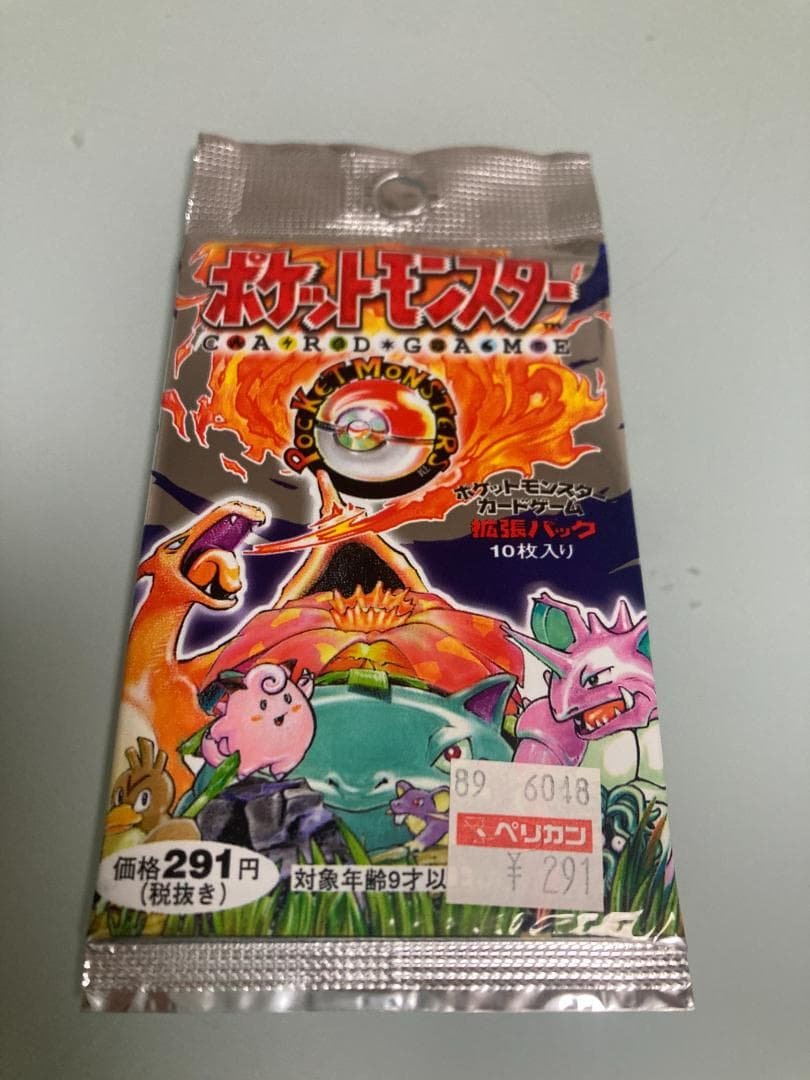 ポケットモンスター
TM
CARD GAME
POCKET MONSTERS
ポケットモンスター
カードゲーム
拡張パック
10枚入り
89 6048
ペリカン
¥ 291
価格291円
(税抜き)
対象年齢9才以